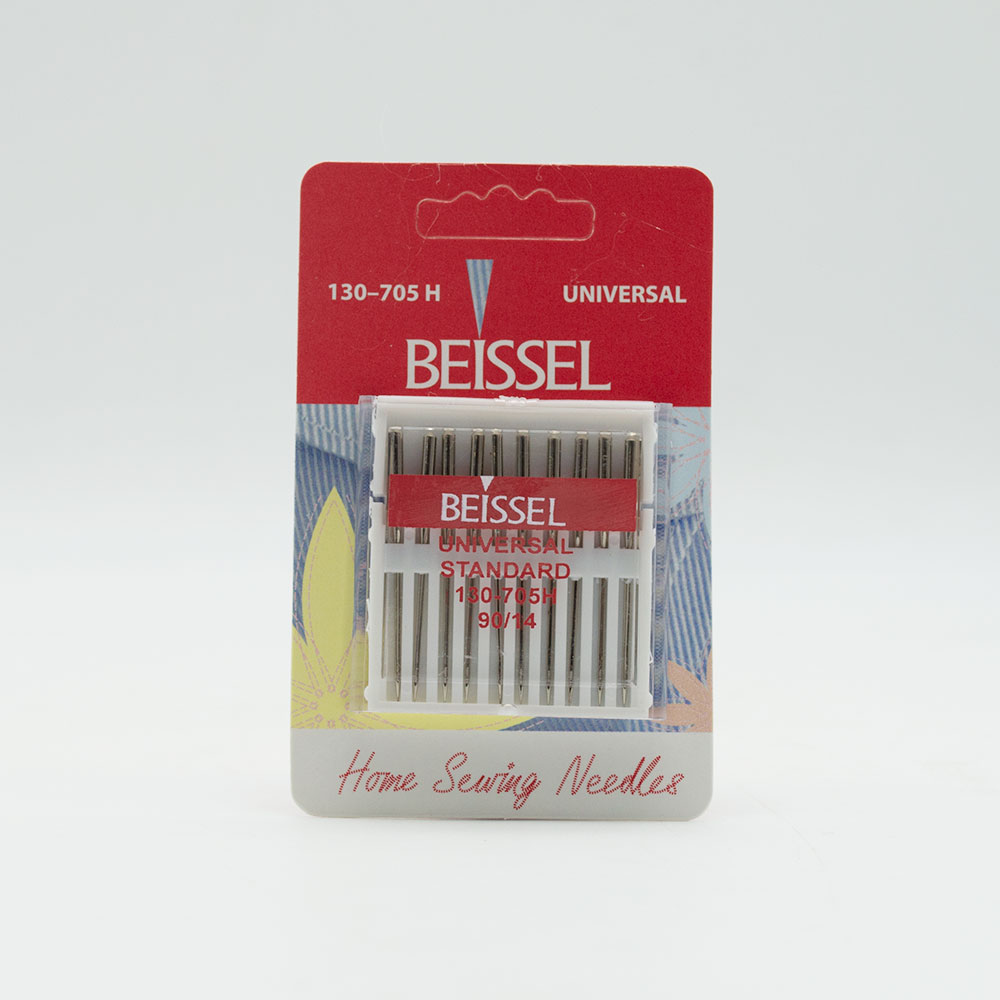 130–705 H
UNIVERSAL
BEISSEL
BEISSEL
UNIVERSAL
STANDARD
130-705H
90/14
Home Sewing Needles